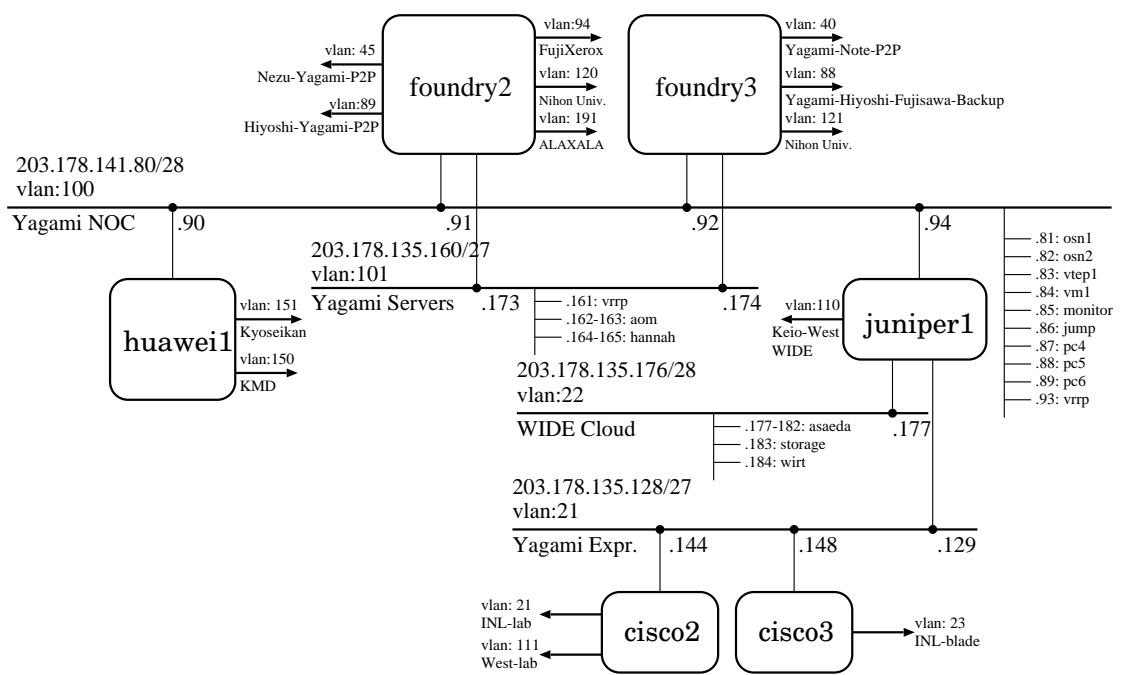 vlan: 45
Nezu-Yagami-P2P
vlan:89
Hiyoshi-Yagami-P2P
foundry2
vlan:94
FujiXerox
vlan: 120
Nihon Univ.
vlan: 191
ALAXALA
foundry3
vlan: 40
Yagami-Note-P2P
vlan: 88
Yagami-Hiyoshi-Fujisawa-Backup
vlan: 121
Nihon Univ.
203.178.141.80/28
vlan:100
Yagami NOC
.90
.91
.92
.94
.81: osn1
.82: osn2
.83: vtep1
.84: vm1
.85: monitor
.86: jump
.87: pc4
.88: pc5
.89: pc6
.93: vrrp
203.178.135.160/27
vlan:101
Yagami Servers
.173
.174
.161: vrrp
.162-163: aom
.164-165: hannah
huawei1
vlan: 151
Kyoseikan
vlan:150
KMD
vlan:110
Keio-West
WIDE
juniper1
203.178.135.176/28
vlan:22
WIDE Cloud
.177
.177-182: asaeda
.183: storage
.184: wirt
203.178.135.128/27
vlan:21
Yagami Expr.
.144
.148
.129
vlan: 21
INL-lab
vlan: 111
West-lab
cisco2
cisco3
vlan: 23
INL-blade